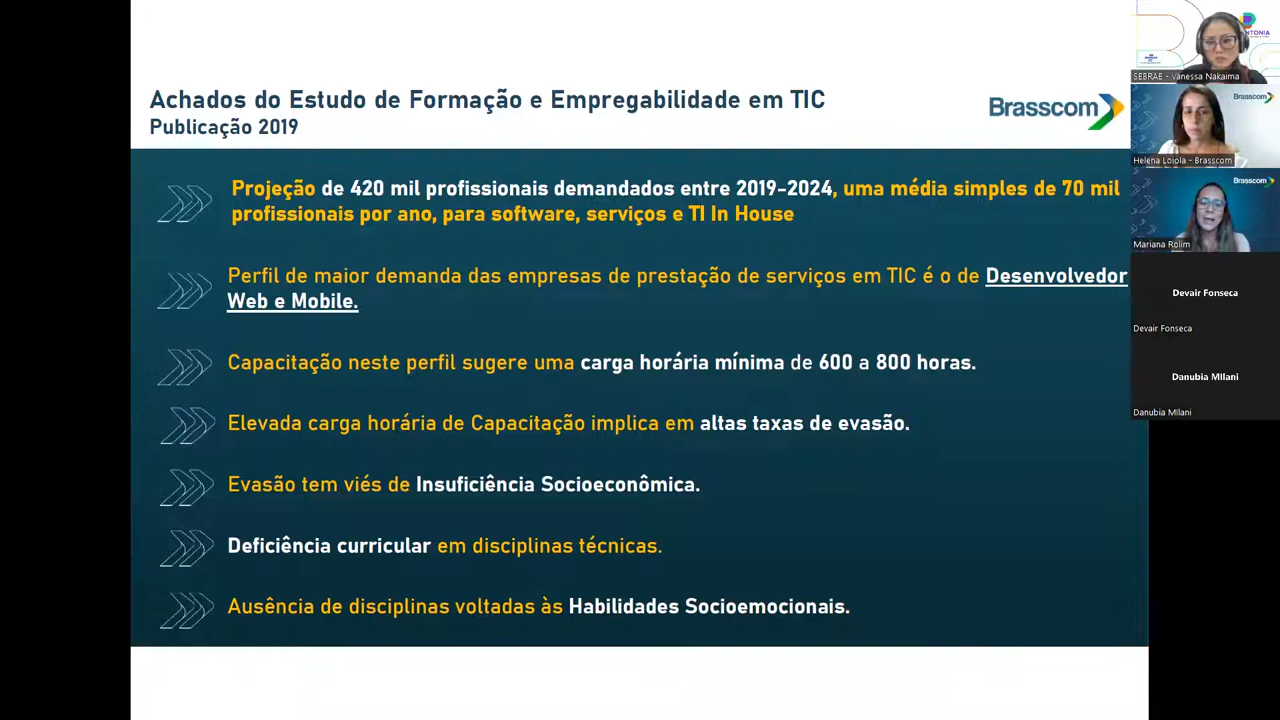 Achados do Estudo de Formação e Empregabilidade em TIC
Publicação 2019
Brasscom
Projeção de 420 mil profissionais demandados entre 2019-2024, uma média simples de 70 mil
profissionais por ano, para software, serviços e TI In House
Perfil de maior demanda das empresas de prestação de serviços em TIC é o de Desenvolvedor
Web e Mobile.
Capacitação neste perfil sugere uma carga horária mínima de 600 a 800 horas.
Elevada carga horária de Capacitação implica em altas taxas de evasão.
Evasão tem viés de Insuficiência Socioeconômica.
Deficiência curricular em disciplinas técnicas.
Ausência de disciplinas voltadas às Habilidades Socioemocionais.
SEBRAE - Vanessa Nakaima
Brasscom
Helena Loiola - Brasscom
Brasscom
Mariana Rolim
Devair Fonseca
Devair Fonseca
Danubia MIlani
Danubia MIlani